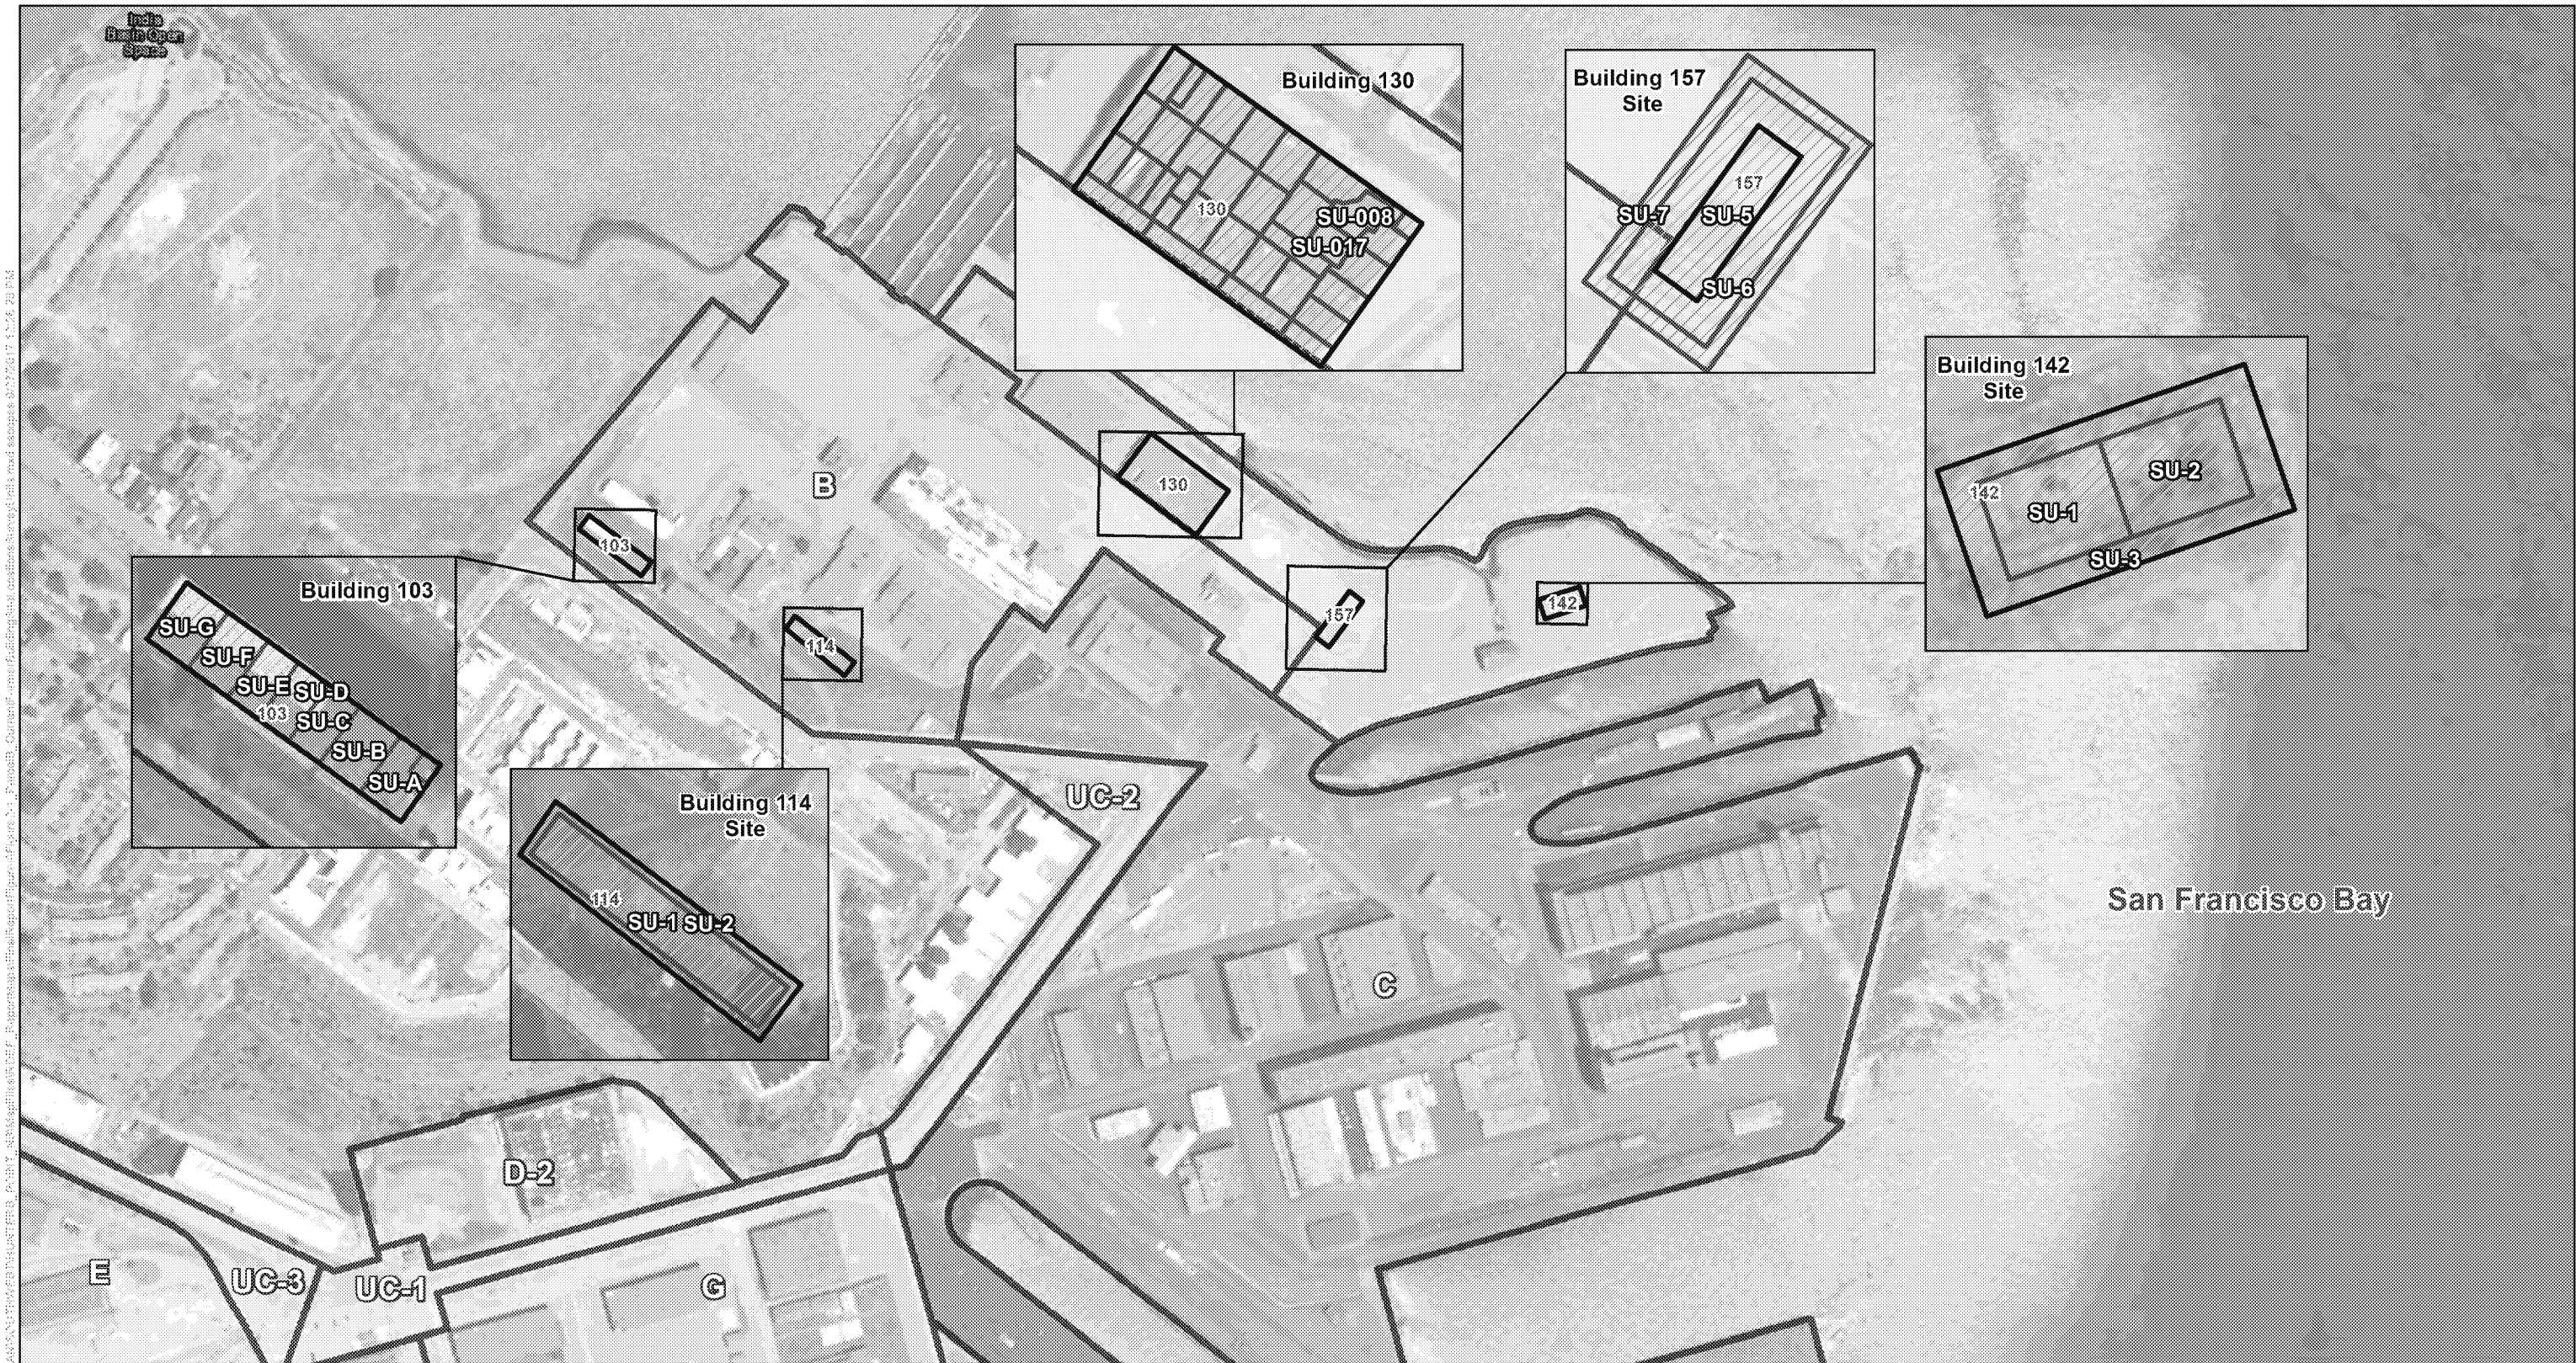 India
Basin Open
Space
Building 130
130
SU-008
SU-017
Building 157
Site
157
SU-7
SU-5
SU-6
Building 142
Site
142
SU-1
SU-2
SU-3
B
130
103
114
157
142
Building 103
SU-G
SU-F
SU-E
SU-D
103
SU-C
SU-B
SU-A
Building 114
Site
114
SU-1
SU-2
UC-2
San Francisco Bay
C
D-2
E
UC-3
UC-1
G